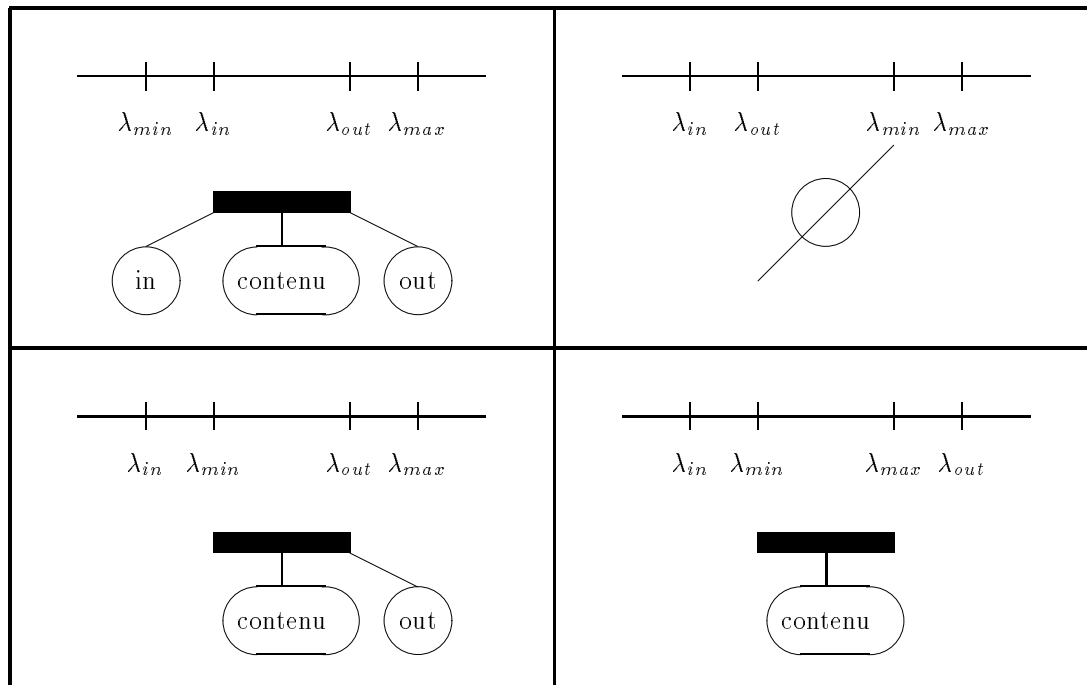 λmin λin λout λmax
in contenu out
λin λout λmin λmax
λin λmin λout λmax
contenu out
λin λmin λmax λout
contenu